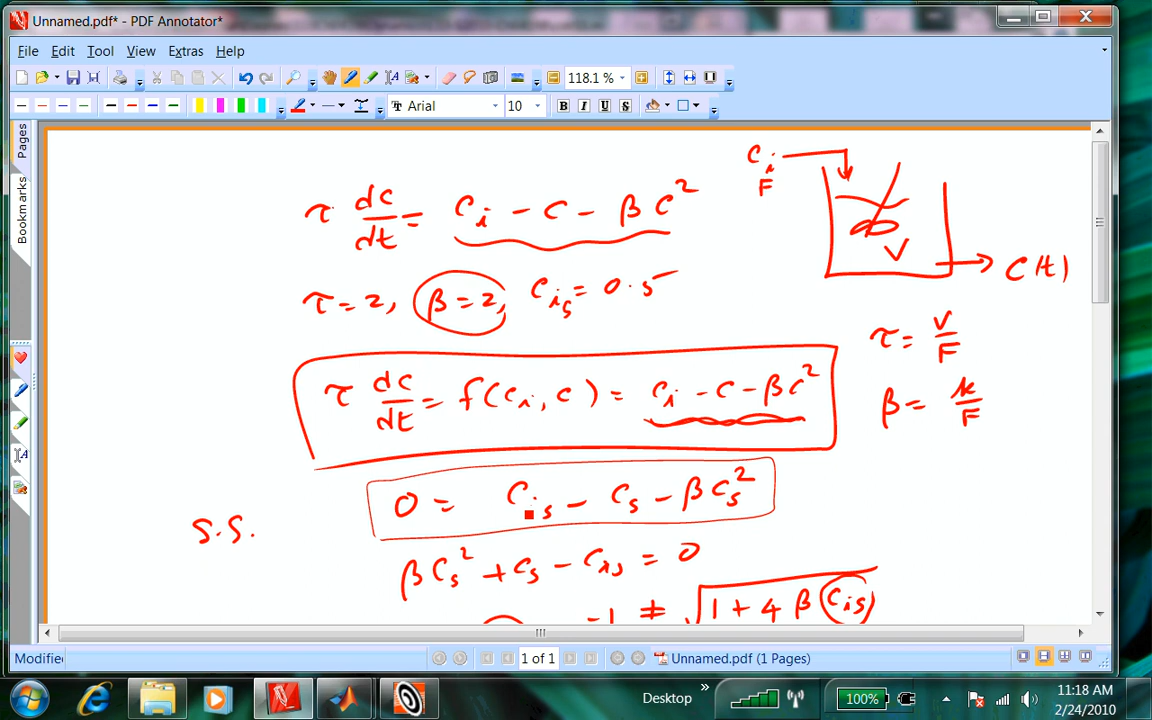 Unnamed.pdf* - PDF Annotator*
File Edit Tool View Extras Help
118.1 %
Arial 10 B I U S
Pages
Bookmarks
τ dc/dt = Ci - C - βC²
Ci
F
V
C(t)
τ = 2, β = 2, Cis = 0.5
τ = V/F
τ dc/dt = f(Ci, C) = Ci - C - βC²
β = k/F
0 = Cis - Cs - βCs²
S.S.
βCs² + Cs - Cis = 0
-1 ± √1 + 4β Cis
Modifie
1 of 1
Unnamed.pdf (1 Pages)
Desktop »
100%
11:18 AM
2/24/2010